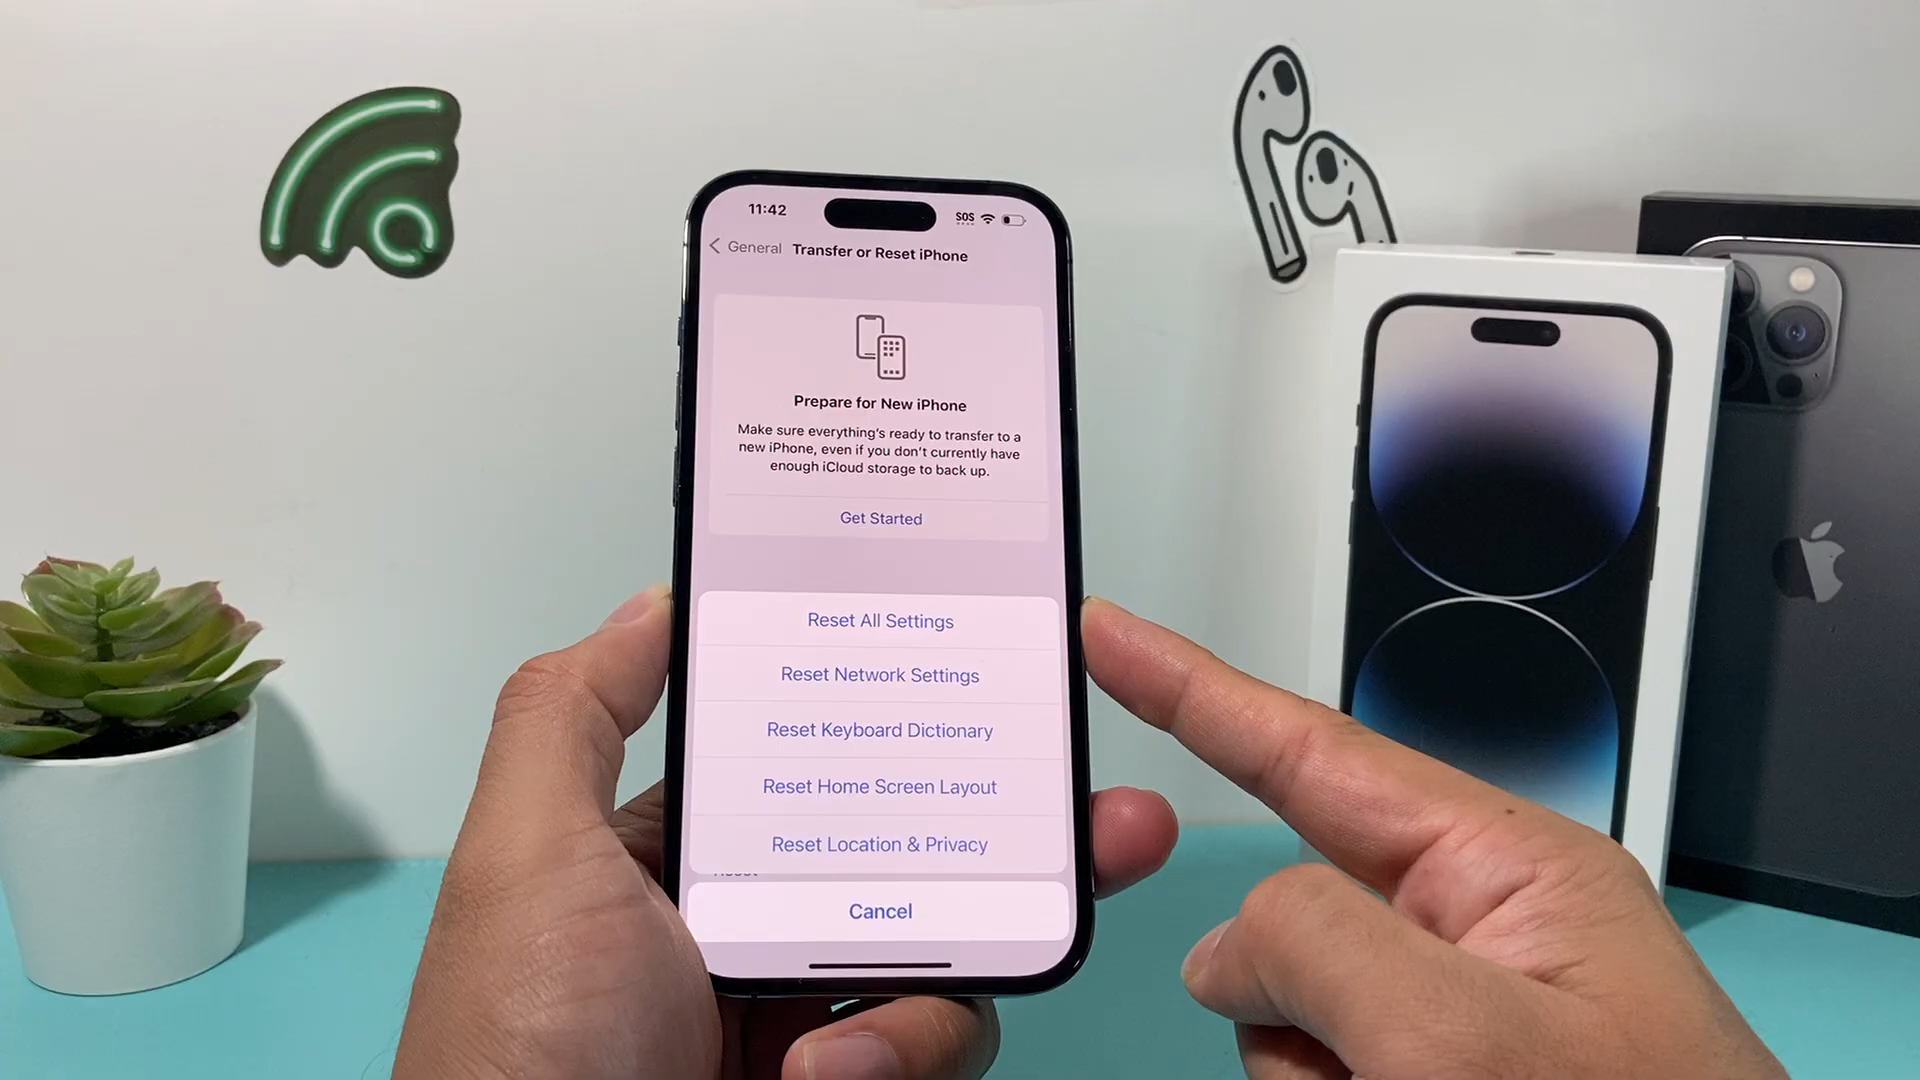 11:42 SOS
General Transfer or Reset iPhone
Prepare for New iPhone
Make sure everything's ready to transfer to a
new iPhone, even if you don't currently have
enough iCloud storage to back up.
Get Started
Reset All Settings
Reset Network Settings
Reset Keyboard Dictionary
Reset Home Screen Layout
Reset Location & Privacy
Cancel